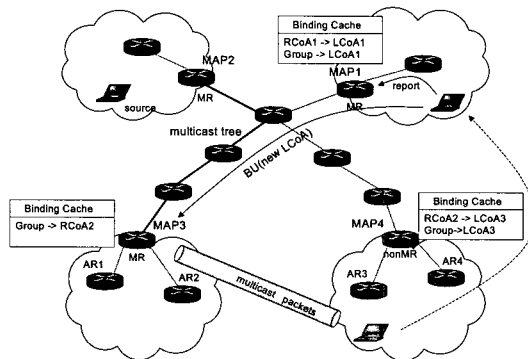 Binding Cache
RCoA1 -> LCoA1
Group -> LCoA1
MAP1
MR
report
MAP2
MR
source
multicast tree
BU(new LCoA)
Binding Cache
Group -> RCoA2
MAP3
MR
AR1
AR2
multicast packets
MAP4
Binding Cache
RCoA2 -> LCoA3
Group->LCoA3
nonMR
AR3
AR4